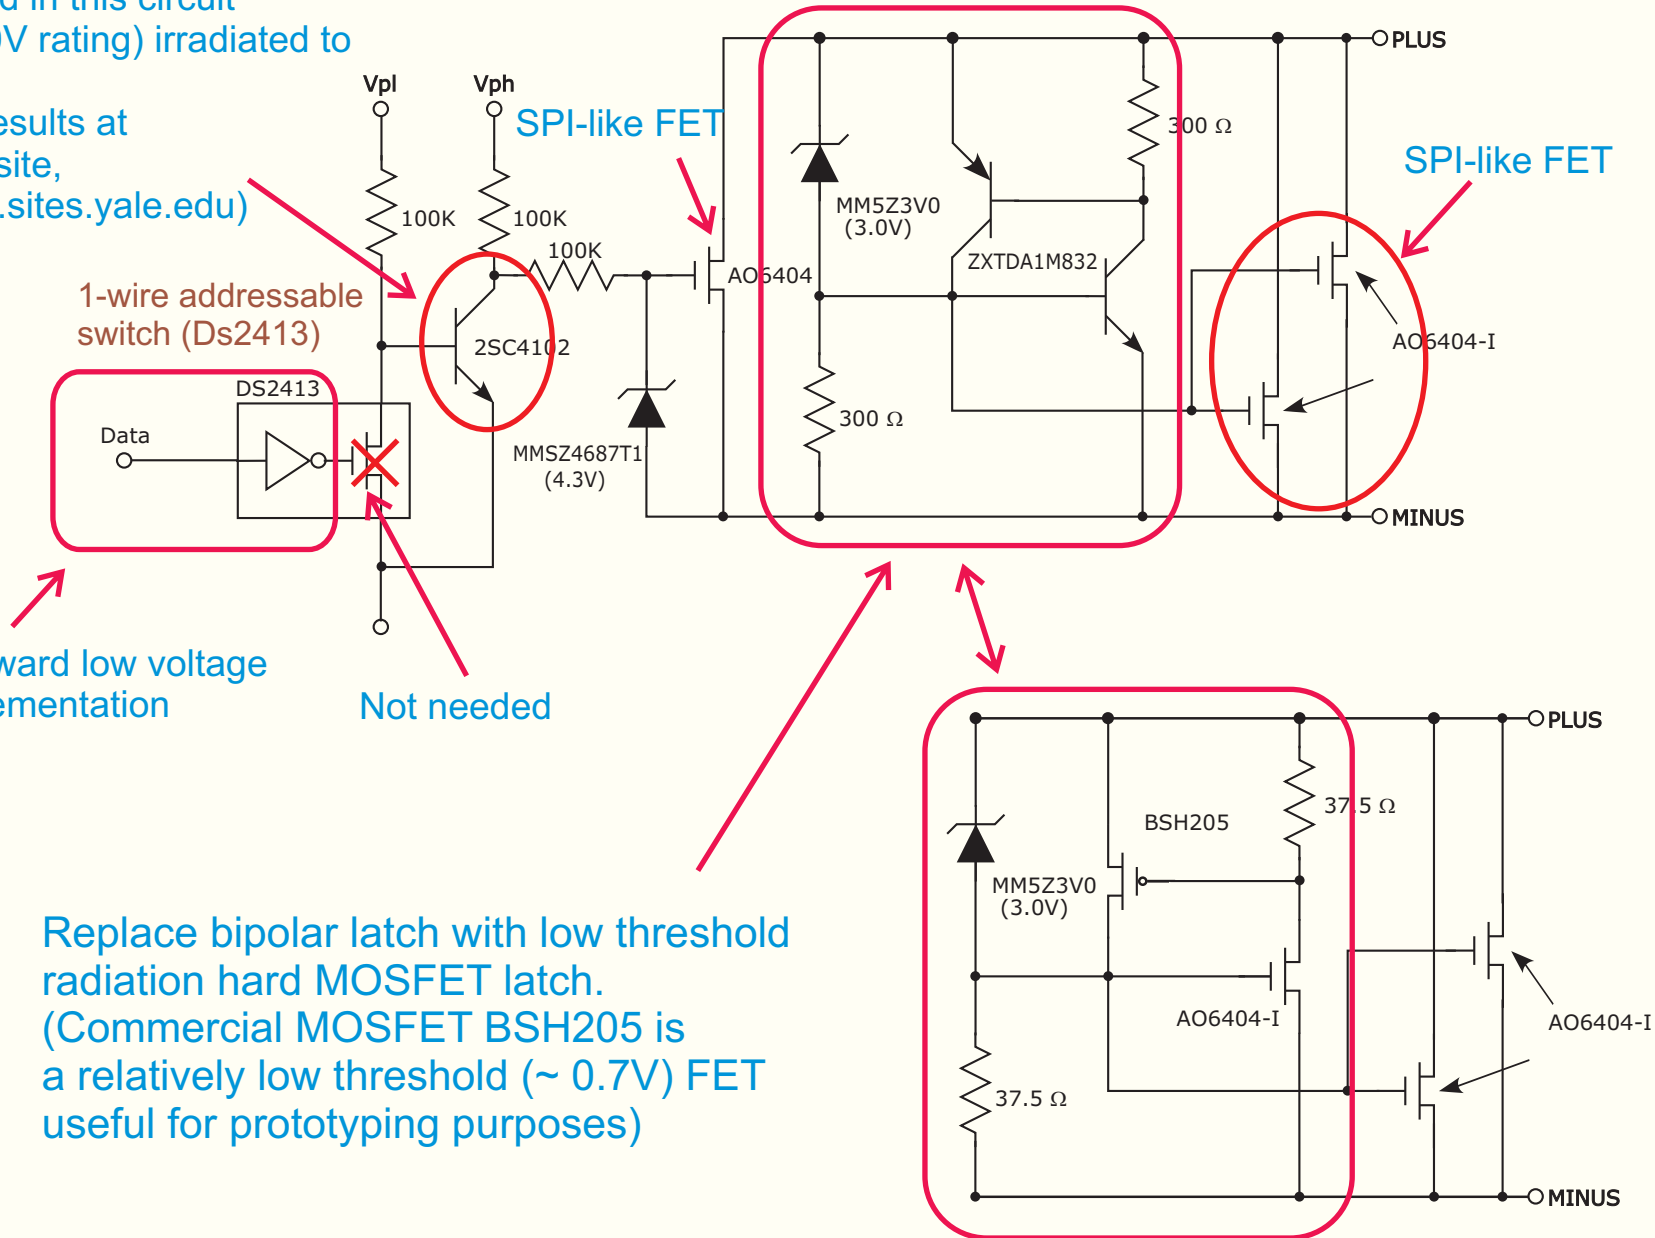 d in this circuit
V rating) irradiated to
esults at
site,
.sites.yale.edu)
Vpl
Vph
SPI-like FET
PLUS
300 Ω
SPI-like FET
100K
100K
100K
MM5Z3V0
(3.0V)
ZXTDA1M832
AO6404
1-wire addressable
switch (Ds2413)
2SC4102
AO6404-I
DS2413
Data
300 Ω
MMSZ4687T1
(4.3V)
MINUS
ward low voltage
ementation
Not needed
PLUS
37.5 Ω
BSH205
MM5Z3V0
(3.0V)
AO6404-I
AO6404-I
37.5 Ω
MINUS
Replace bipolar latch with low threshold
radiation hard MOSFET latch.
(Commercial MOSFET BSH205 is
a relatively low threshold (~ 0.7V) FET
useful for prototyping purposes)